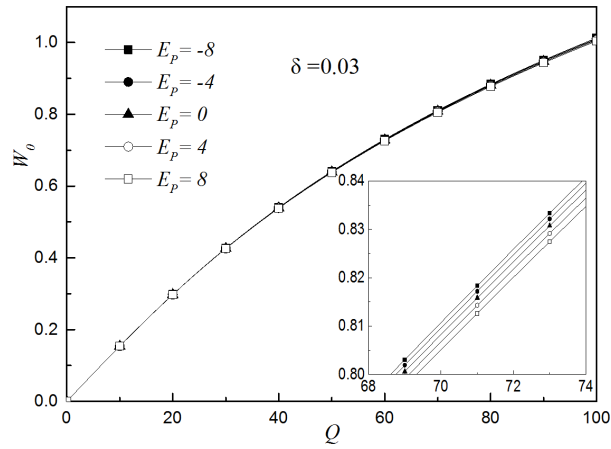 1.0
0.8
0.6
0.4
0.2
0.0
W₀
E_P = -8
E_P = -4
E_P = 0
E_P = 4
E_P = 8
δ =0.03
0.84
0.83
0.82
0.81
0.80
68 70 72 74
0 20 40 60 80 100
Q